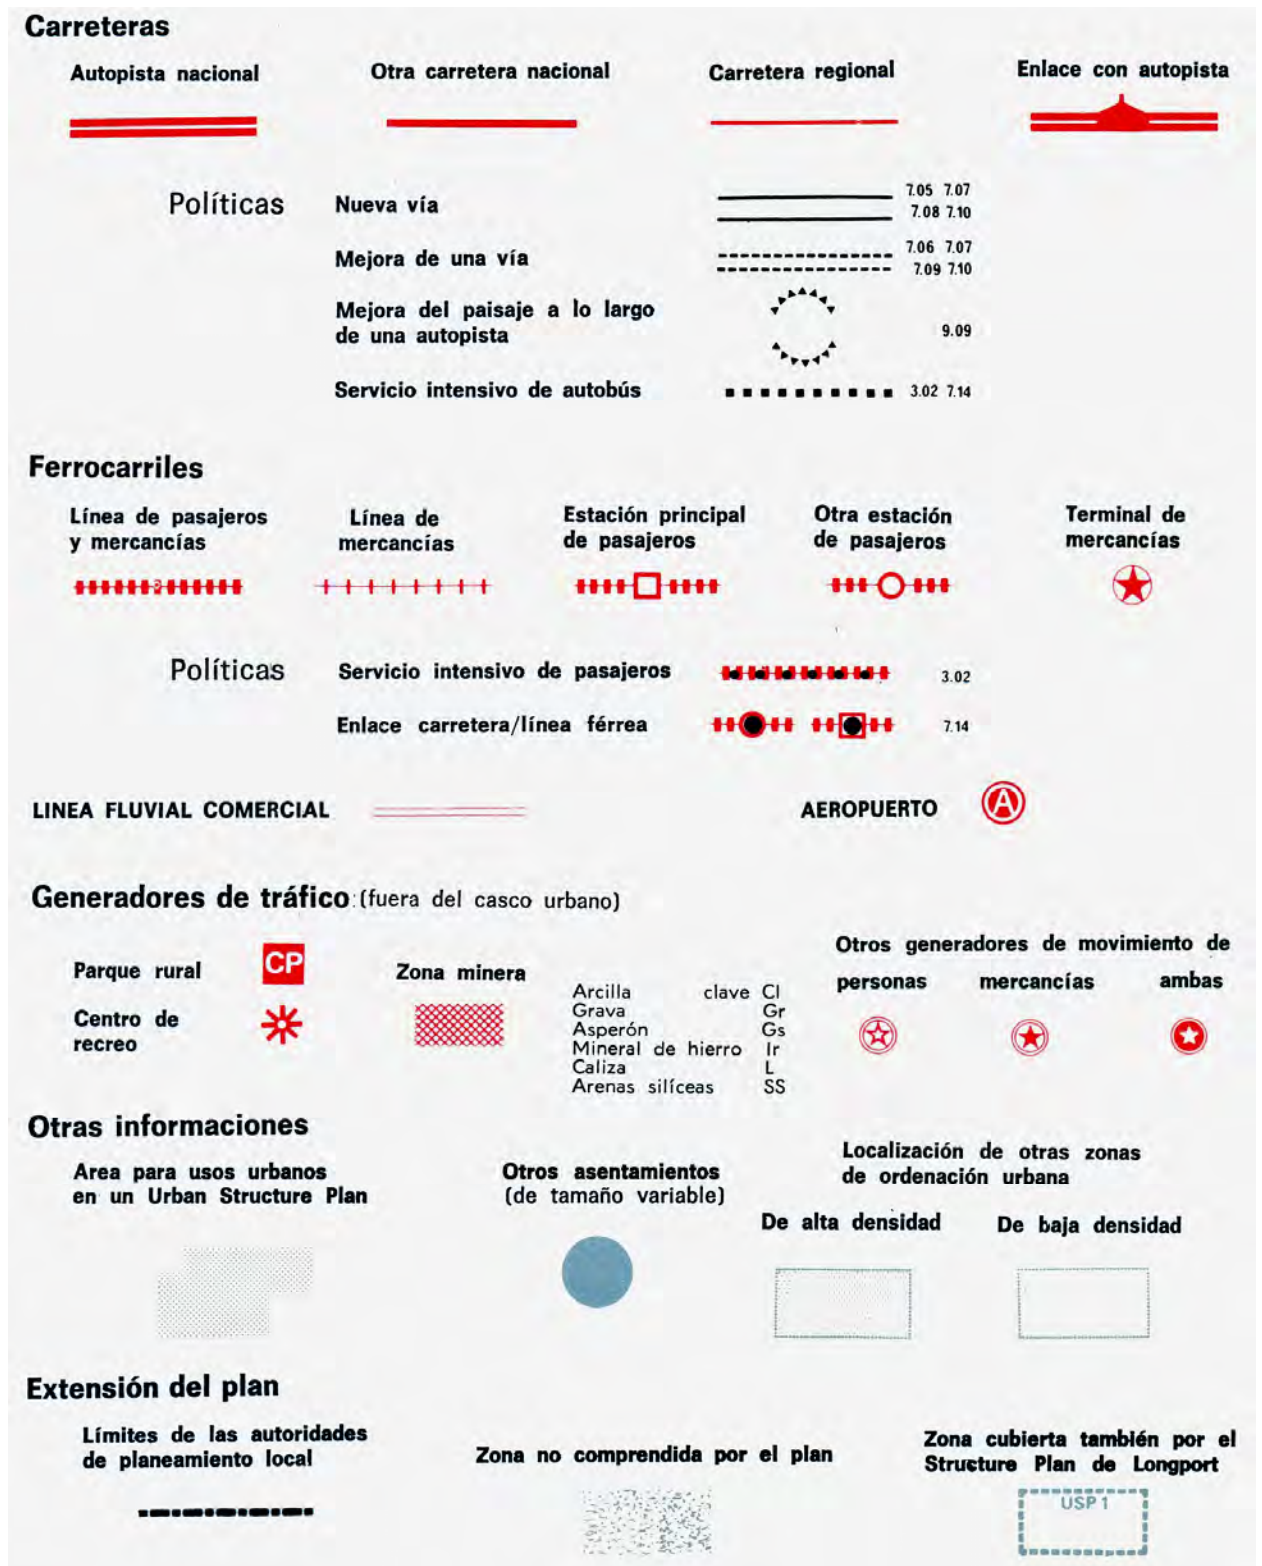 Carreteras
Autopista nacional
Otra carretera nacional
Carretera regional
Enlace con autopista
Políticas
Nueva vía
7.05 7.07
7.08 7.10
Mejora de una vía
7.06 7.07
7.09 7.10
Mejora del paisaje a lo largo
de una autopista
9.09
Servicio intensivo de autobús
3.02 7.14
Ferrocarriles
Línea de pasajeros
y mercancías
Línea de
mercancías
Estación principal
de pasajeros
Otra estación
de pasajeros
Terminal de
mercancías
Políticas
Servicio intensivo de pasajeros
3.02
Enlace carretera/línea férrea
7.14
LINEA FLUVIAL COMERCIAL
AEROPUERTO
A
Generadores de tráfico: (fuera del casco urbano)
Parque rural
CP
Centro de
recreo
Zona minera
Arcilla clave Cl
Grava Gr
Asperón Gs
Mineral de hierro Ir
Caliza L
Arenas silíceas SS
Otros generadores de movimiento de
personas
mercancías
ambas
Otras informaciones
Area para usos urbanos
en un Urban Structure Plan
Otros asentamientos
(de tamaño variable)
Localización de otras zonas
de ordenación urbana
De alta densidad
De baja densidad
Extensión del plan
Límites de las autoridades
de planeamiento local
Zona no comprendida por el plan
Zona cubierta también por el
Structure Plan de Longport
USP 1